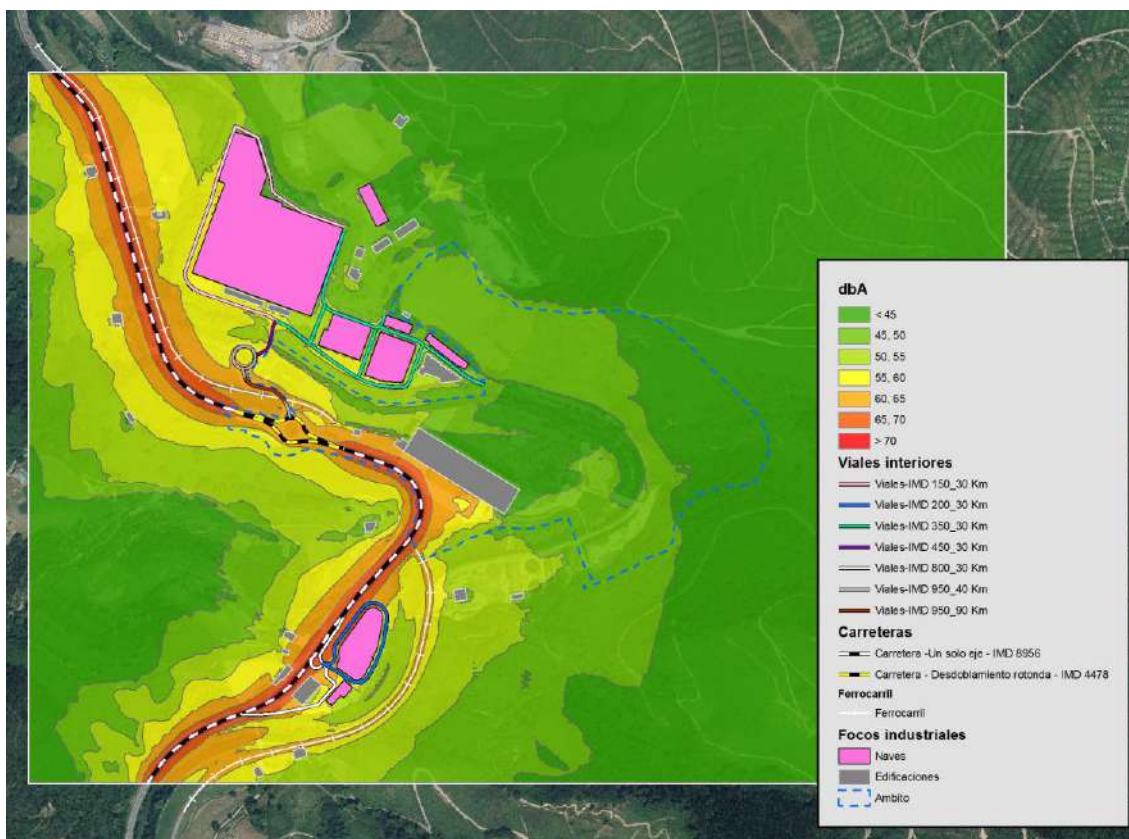 dbA
< 45
45, 50
50, 55
55, 60
60, 65
65, 70
> 70
Viales interiores
Viales-IMD 150_30 Km
Viales-IMD 200_30 Km
Viales-IMD 350_30 Km
Viales-IMD 450_30 Km
Viales-IMD 800_30 Km
Viales-IMD 950_40 Km
Viales-IMD 950_90 Km
Carreteras
Carretera -Un solo eje - IMD 8956
Carretera - Desdoblamiento rotonda - IMD 4478
Ferrocarril
Ferrocarril
Focos industriales
Naves
Edificaciones
Ambito